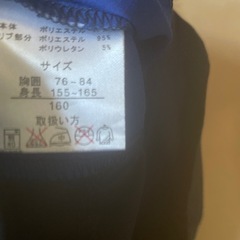 本体 ポリエステル
リブ部分 ポリエステル 95%
ポリウレタン 5%
サイズ
胸囲 76-84
身長 155-165
160
取扱い方